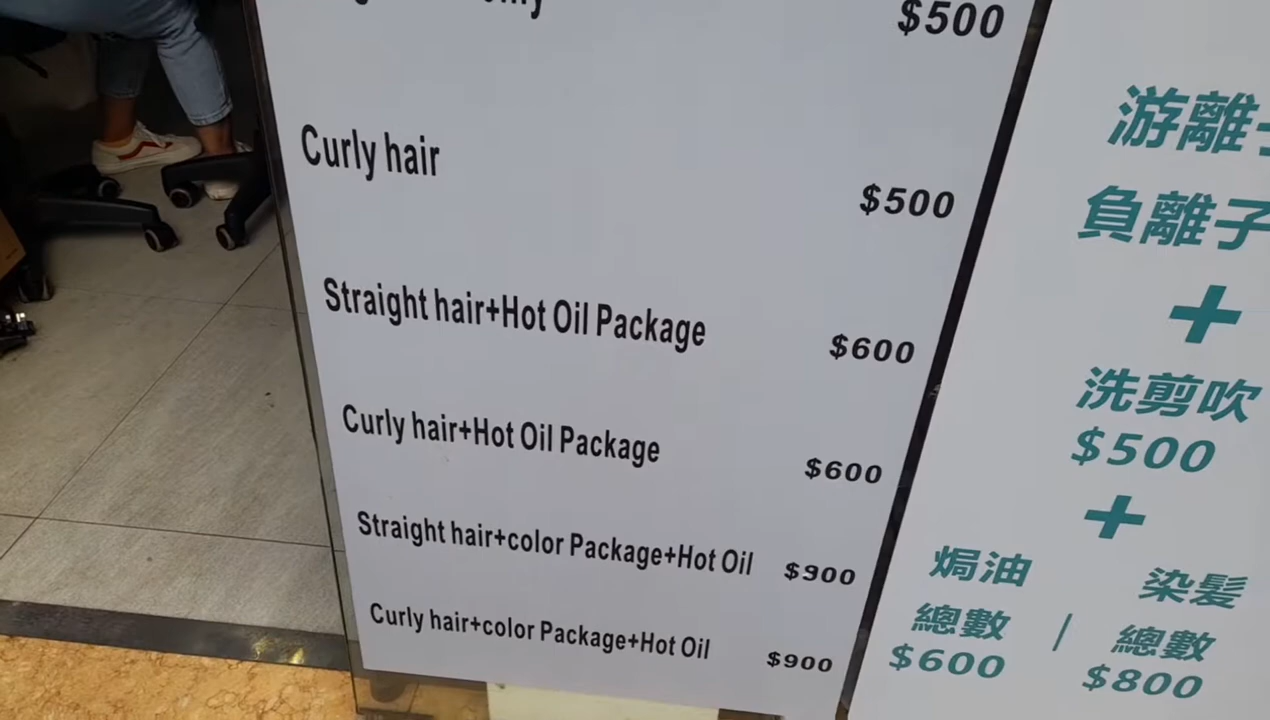 $500
Curly hair
$500
Straight hair+Hot Oil Package
$600
Curly hair+Hot Oil Package
$600
Straight hair+color Package+Hot Oil
$900
Curly hair+color Package+Hot Oil
$900
游離子
負離子
+
洗剪吹
$500
+
焗油 / 染髮
總數 總數
$600 $800